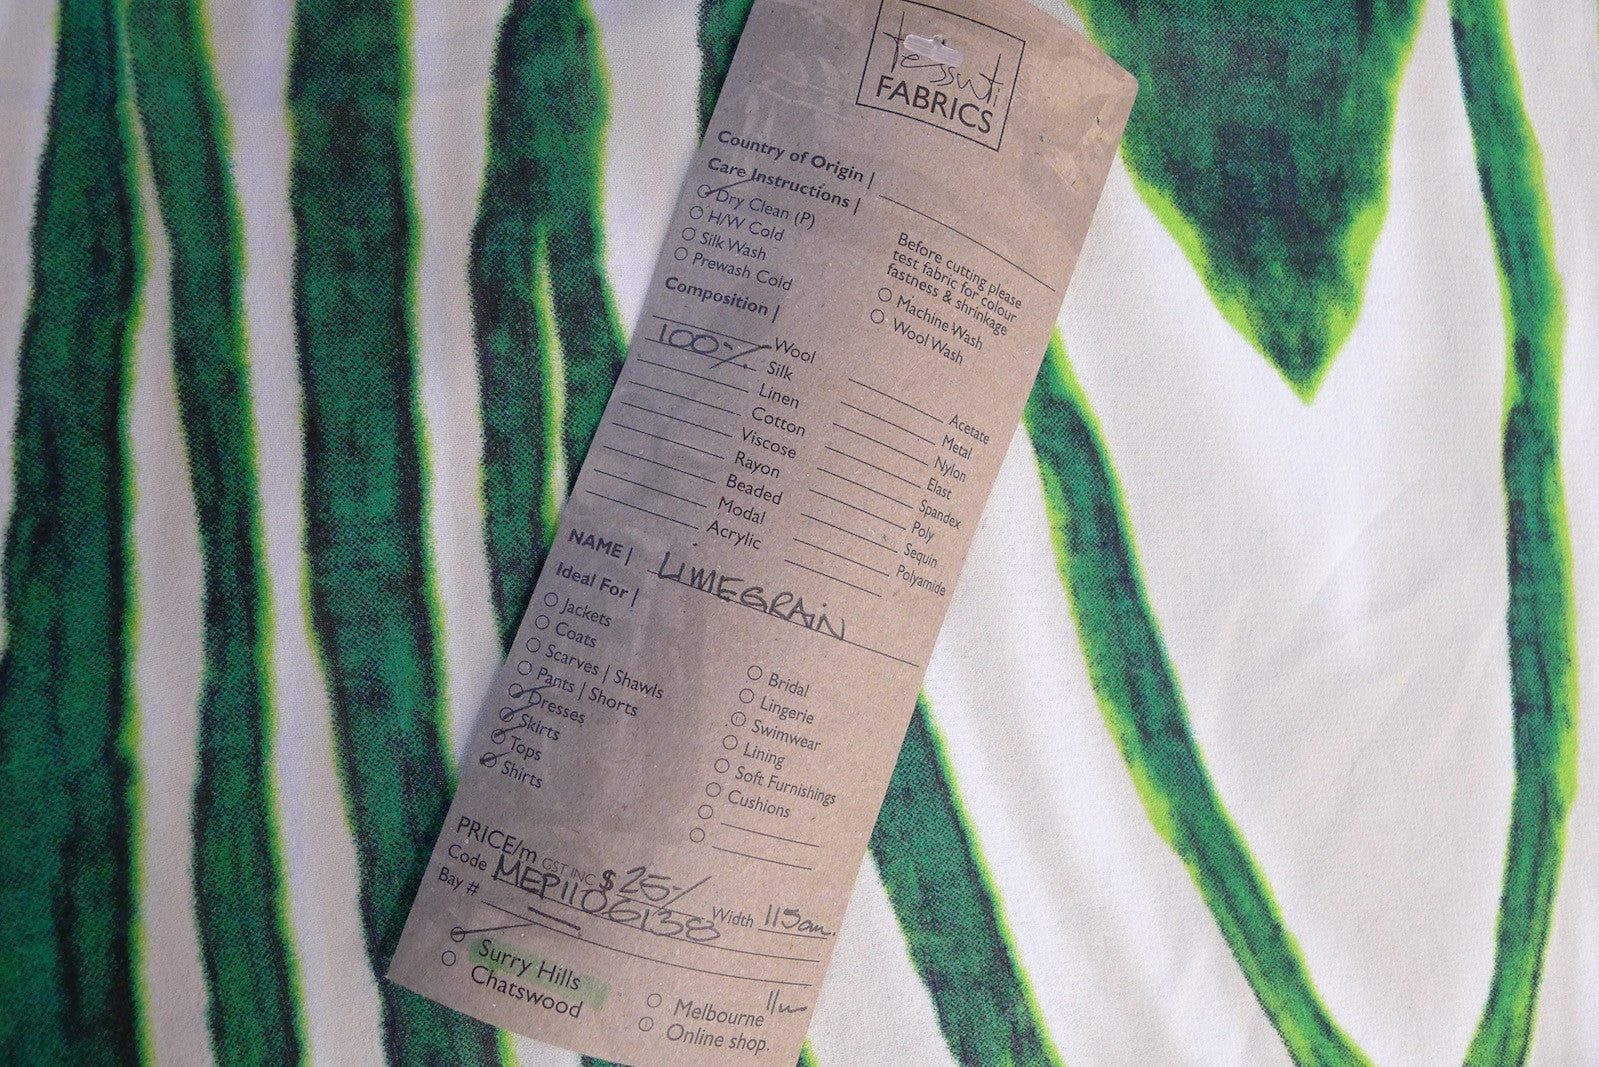 tessuti
FABRICS
Country of Origin |
Care Instructions |
Dry Clean (P)
H/W Cold
Silk Wash
Prewash Cold
Before cutting please
test fabric for colour
fastness & shrinkage
Machine Wash
Wool Wash
Composition |
Wool
100% Silk
Linen
Cotton
Viscose
Rayon
Beaded
Modal
Acrylic
Acetate
Metal
Nylon
Elast
Spandex
Poly
Sequin
Polyamide
NAME | LIMEGRAIN
Ideal For |
Jackets
Coats
Scarves | Shawls
Pants | Shorts
Dresses
Skirts
Tops
Shirts
Bridal
Lingerie
Swimwear
Lining
Soft Furnishings
Cushions
PRICE/m GST INC $25-/ Width 115cm.
Code MEP1106138
Bay #
Surry Hills
Chatswood
Melbourne
Online shop.